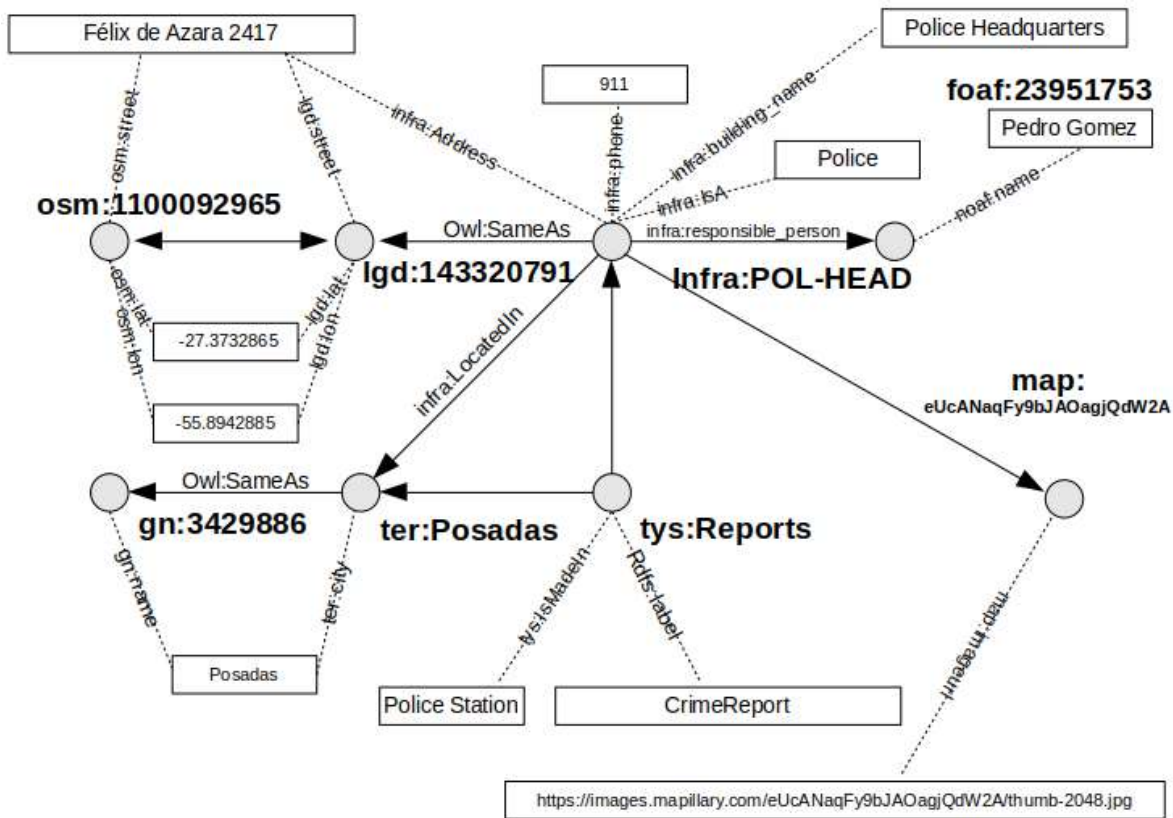 Félix de Azara 2417
Police Headquarters
911
foaf:23951753
Pedro Gomez
osm:street
lgd:street
infra:Address
infra:phone
infra:building_name
Police
infra:IsA
noaf:name
osm:1100092965
Owl:SameAs
infra:responsible_person
lgd:143320791
Infra:POL-HEAD
osm:lat
osm:lon
lgd:lat
lgd:lon
-27.3732865
infra:LocatedIn
map:
eUcANaqFy9bJAOagjQdW2A
-55.8942885
Owl:SameAs
gn:3429886
ter:Posadas
tys:Reports
gn:name
ter:city
tys:IsMadeIn
Rdfs:label
map:imageurl
Posadas
Police Station
CrimeReport
https://images.mapillary.com/eUcANaqFy9bJAOagjQdW2A/thumb-2048.jpg